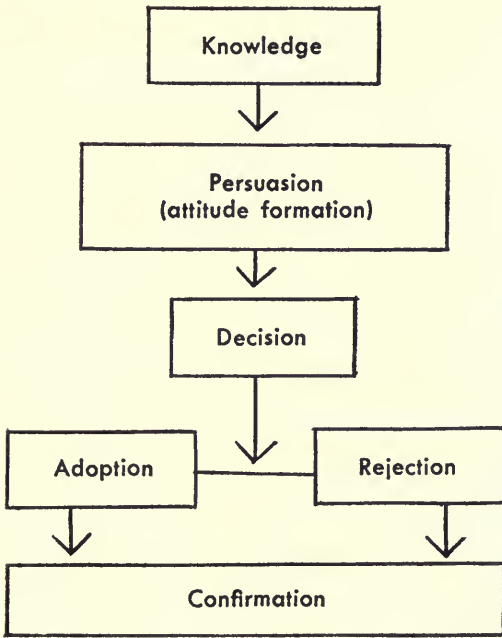 Knowledge
Persuasion
(attitude formation)
Decision
Adoption
Rejection
Confirmation